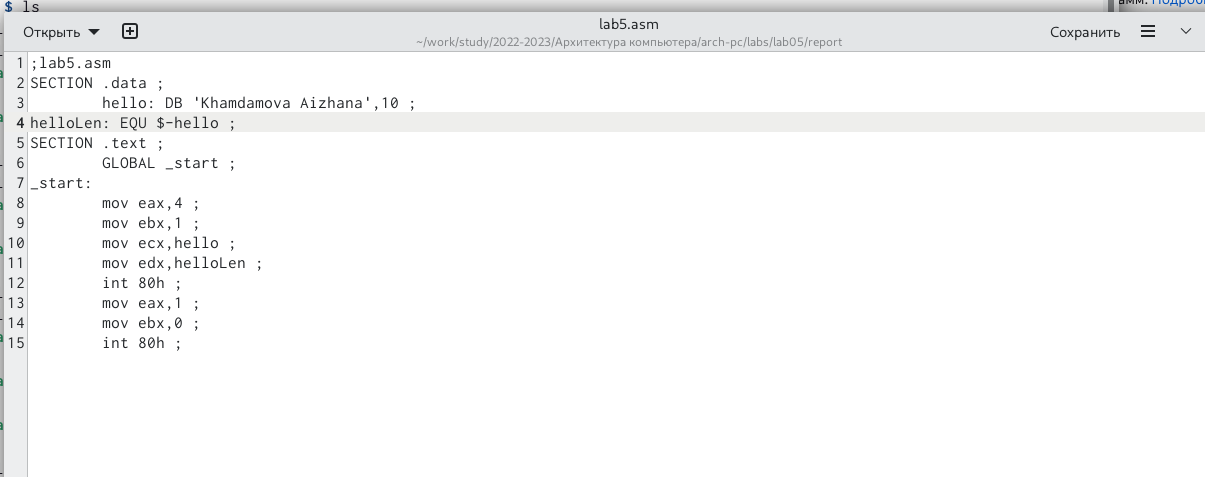 $ ls
Открыть
lab5.asm
~/work/study/2022-2023/Архитектура компьютера/arch-pc/labs/lab05/report
Сохранить
1 ;lab5.asm
2 SECTION .data ;
3 hello: DB 'Khamdamova Aizhana',10 ;
4 helloLen: EQU $-hello ;
5 SECTION .text ;
6 GLOBAL _start ;
7 _start:
8 mov eax,4 ;
9 mov ebx,1 ;
10 mov ecx,hello ;
11 mov edx,helloLen ;
12 int 80h ;
13 mov eax,1 ;
14 mov ebx,0 ;
15 int 80h ;